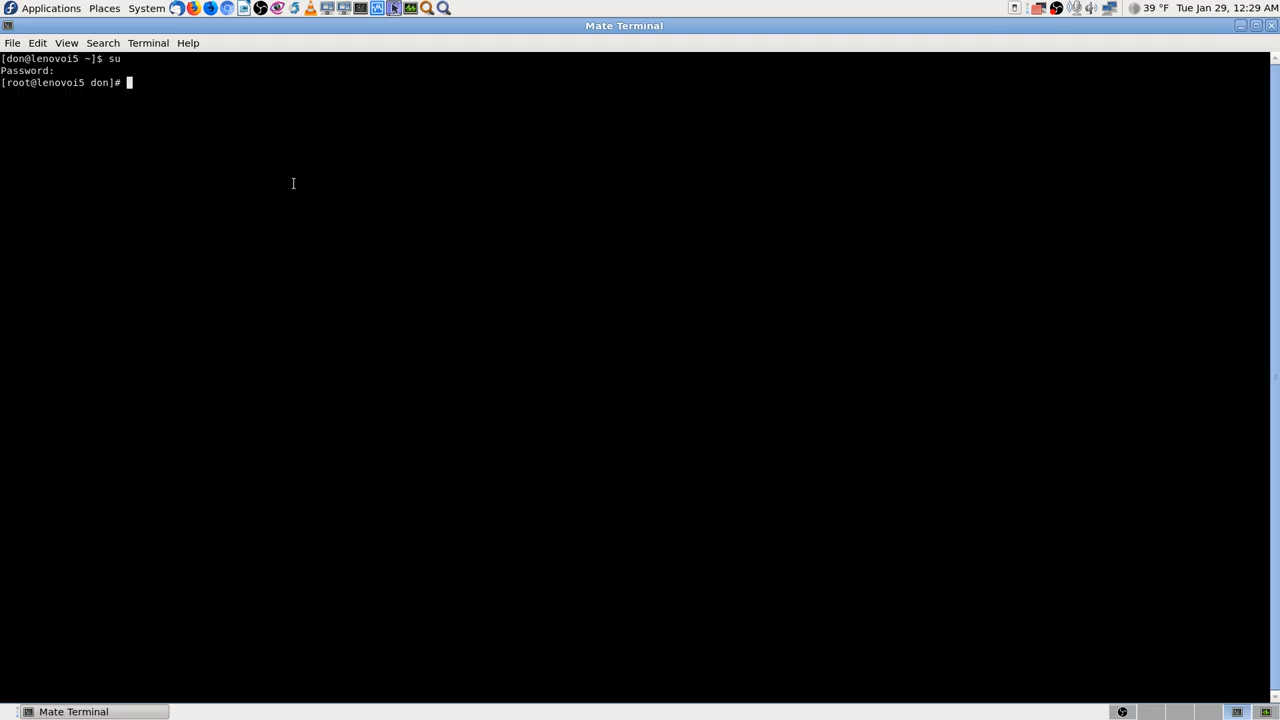 Applications Places System 39 °F Tue Jan 29, 12:29 AM
Mate Terminal
File Edit View Search Terminal Help
[don@lenovoi5 ~]$ su
Password:
[root@lenovoi5 don]#
Mate Terminal